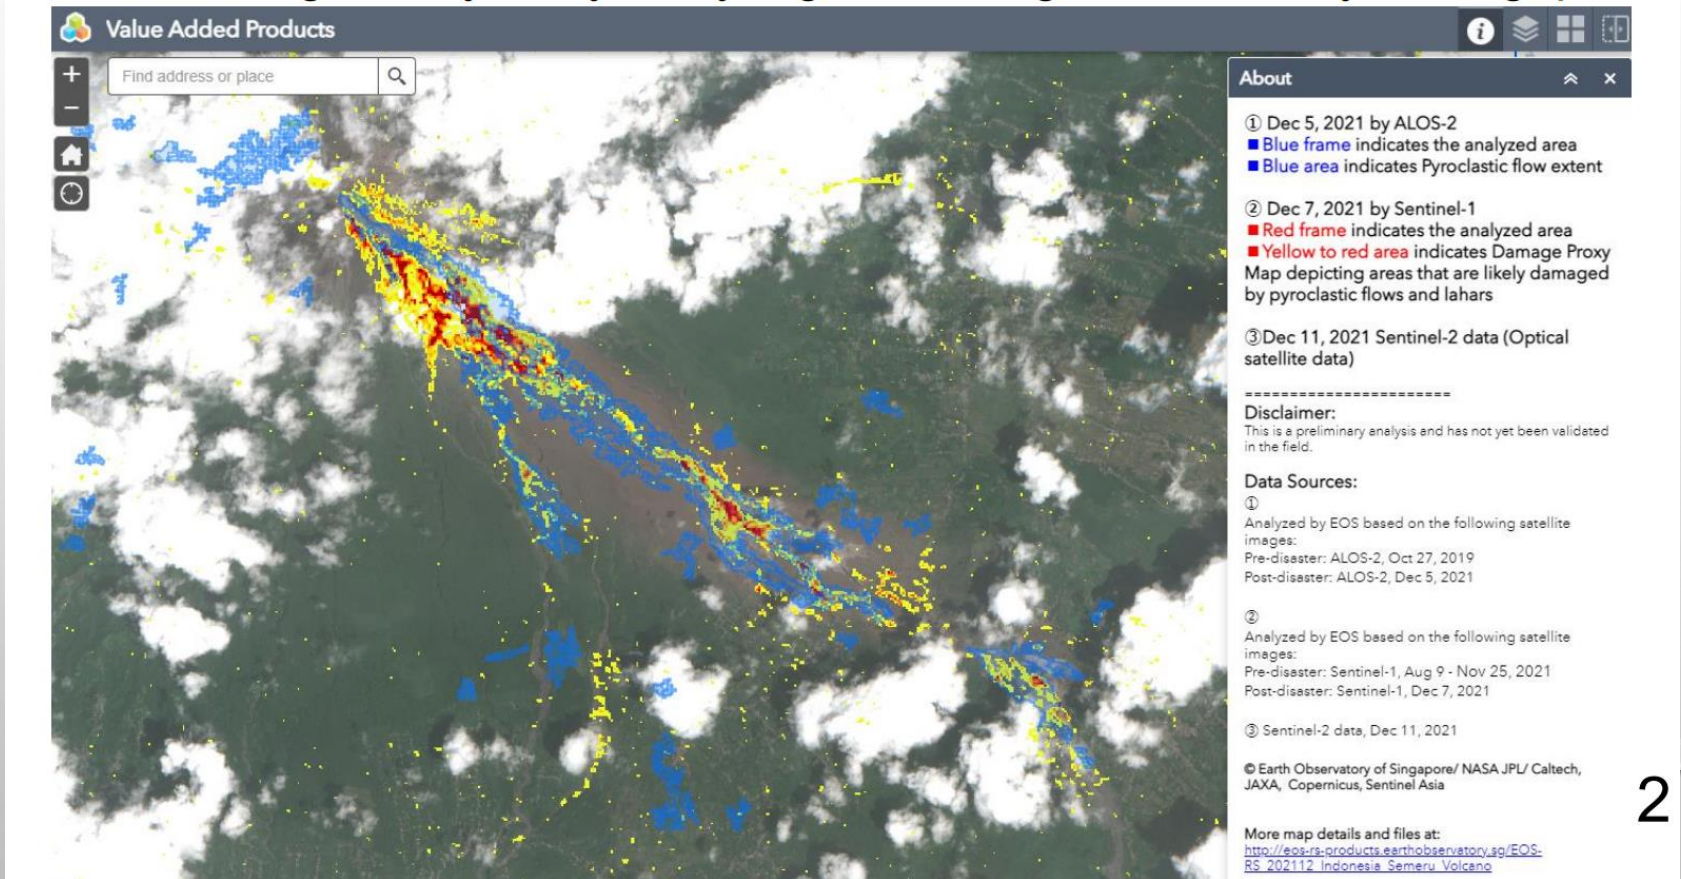 Value Added Products
Find address or place
About
① Dec 5, 2021 by ALOS-2
Blue frame indicates the analyzed area
Blue area indicates Pyroclastic flow extent
② Dec 7, 2021 by Sentinel-1
Red frame indicates the analyzed area
Yellow to red area indicates Damage Proxy
Map depicting areas that are likely damaged
by pyroclastic flows and lahars
③Dec 11, 2021 Sentinel-2 data (Optical
satellite data)
=======================
Disclaimer:
This is a preliminary analysis and has not yet been validated
in the field.
Data Sources:
①
Analyzed by EOS based on the following satellite
images:
Pre-disaster: ALOS-2, Oct 27, 2019
Post-disaster: ALOS-2, Dec 5, 2021
②
Analyzed by EOS based on the following satellite
images:
Pre-disaster: Sentinel-1, Aug 9 - Nov 25, 2021
Post-disaster: Sentinel-1, Dec 7, 2021
③ Sentinel-2 data, Dec 11, 2021
© Earth Observatory of Singapore/ NASA JPL/ Caltech,
JAXA, Copernicus, Sentinel Asia
More map details and files at:
http://eos-rs-products.earthobservatory.sg/EOS-
RS_202112_Indonesia_Semeru_Volcano
2